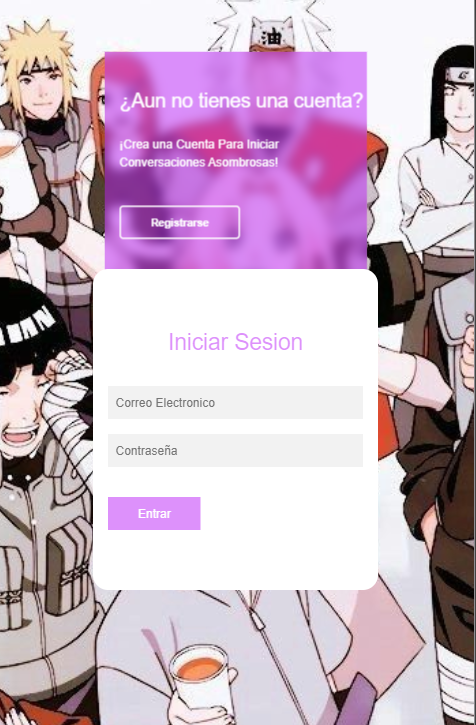 油
¿Aun no tienes una cuenta?
¡Crea una Cuenta Para Iniciar
Conversaciones Asombrosas!
Registrarse
Iniciar Sesion
Correo Electronico
Contraseña
Entrar